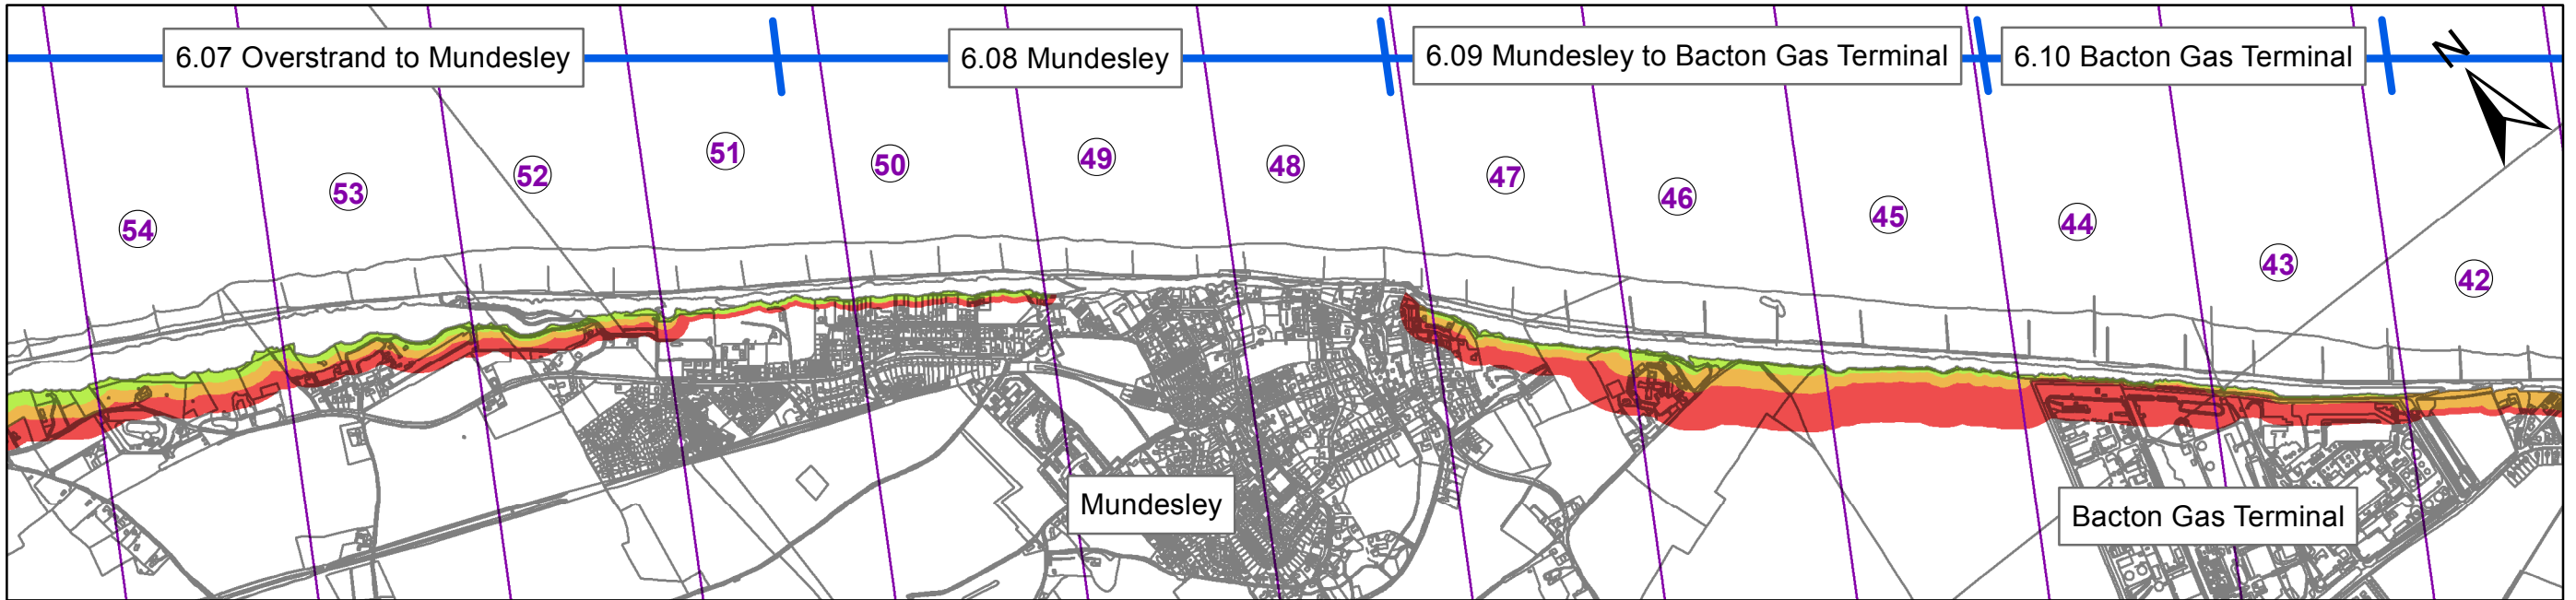 6.07 Overstrand to Mundesley
6.08 Mundesley
6.09 Mundesley to Bacton Gas Terminal
6.10 Bacton Gas Terminal
N
54
53
52
51
50
49
48
47
46
45
44
43
42
Mundesley
Bacton Gas Terminal